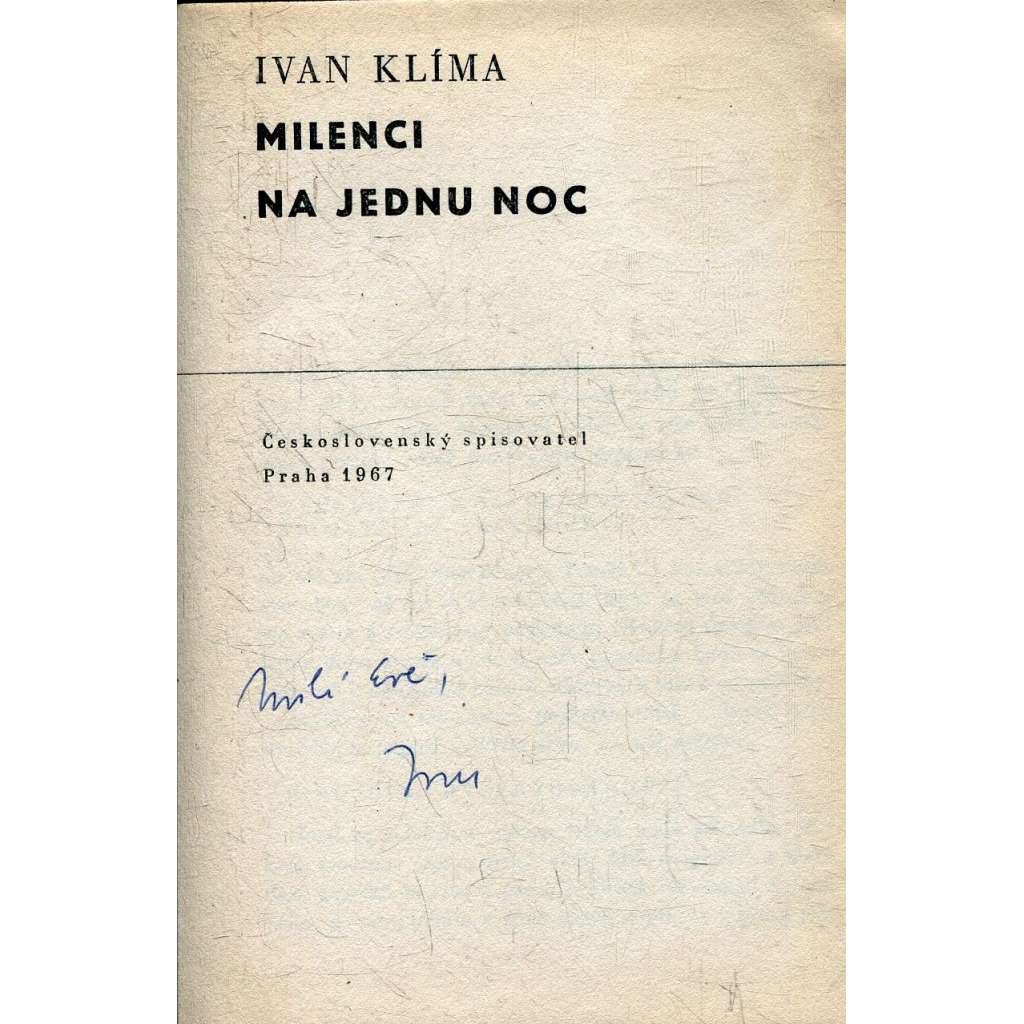 IVAN KLÍMA
MILENCI
NA JEDNU NOC
Československý spisovatel
Praha 1967
Milé Evě,
Ivan